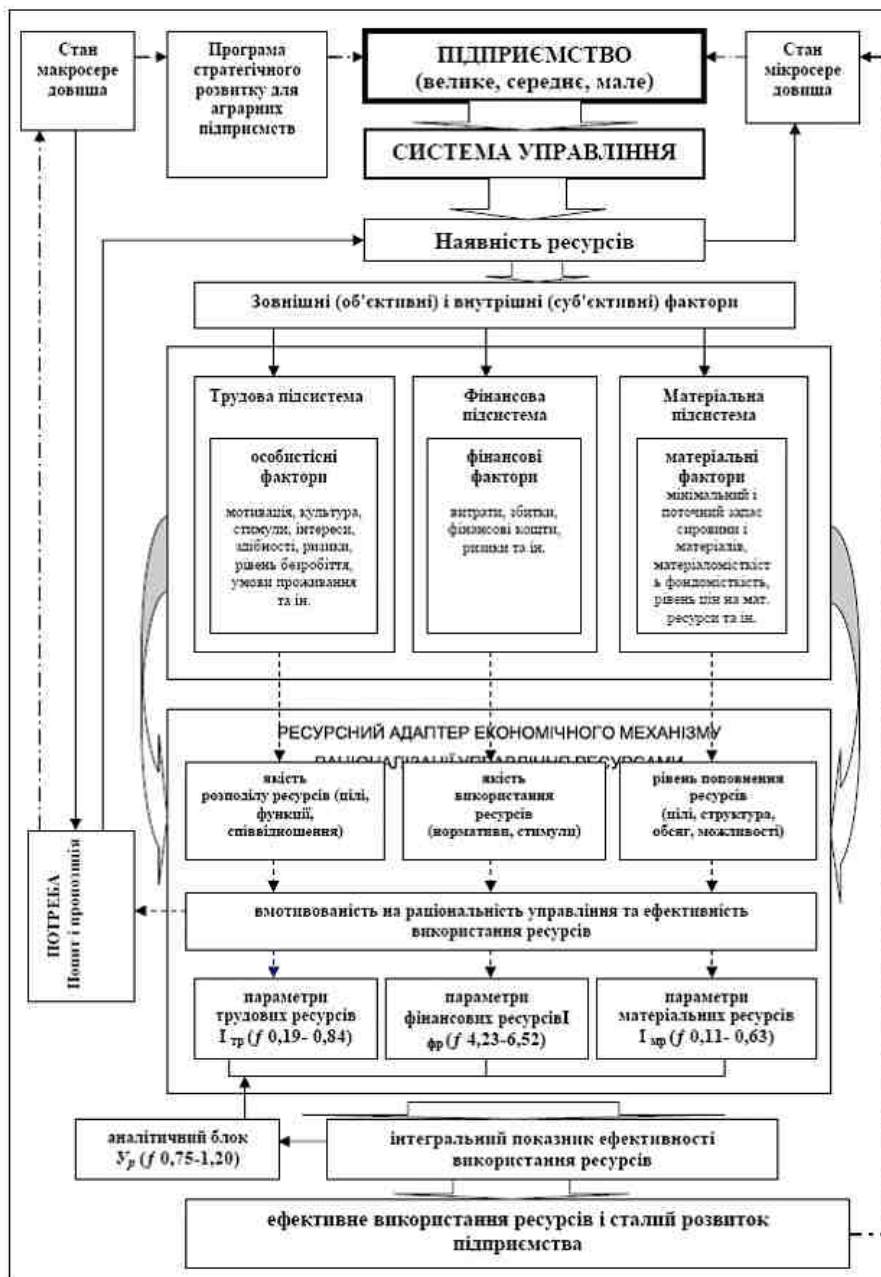 Стан
макросере
довиша
Програма
стратегічного
розвитку для
аграрних
підприємств
ПІДПРИЄМСТВО
(велике, середнє, мале)
Стан
мікросере
довиша
СИСТЕМА УПРАВЛІННЯ
Наявність ресурсів
Зовнішні (об'єктивні) і внутрішні (суб'єктивні) фактори
Трудова підсистема
особистісні
фактори
мотивація, культура,
стимули, інтереси,
здібності, ризики,
рівень безробіття,
умови проживання
та ін.
Фінансова
підсистема
фінансові
фактори
витрати, збитки,
фінансові кошти,
ризики та ін.
Матеріальна
підсистема
матеріальні
фактори
мінімальний і
поточний запас
сировини і
матеріалів,
матеріаломісткіст
ь фондомісткість,
рівень цін на мат.
ресурси та ін.
РЕСУРСНИЙ АДАПТЕР ЕКОНОМІЧНОГО МЕХАНІЗМУ
РАЦІОНАЛІЗАЦІЇ УПРАВЛІННЯ РЕСУРСАМИ
якість
розподілу ресурсів (цілі,
функції,
співвідношення)
якість
використання
ресурсів
(нормативи, стимули)
рівень поповнення
ресурсів
(цілі, структура,
обсяг, можливості)
ПОТРЕБА
Попит і пропозиція
вмотивованість на раціональність управління та ефективність
використання ресурсів
параметри
трудових ресурсів
І тр (f 0,19- 0,84)
параметри
фінансових ресурсівІ
фр (f 4,23-6,52)
параметри
матеріальних ресурсів
І мр (f 0,11- 0,63)
аналітичний блок
Ур (f 0,75-1,20)
інтегральний показник ефективності
використання ресурсів
ефективне використання ресурсів і сталий розвиток
підприємства